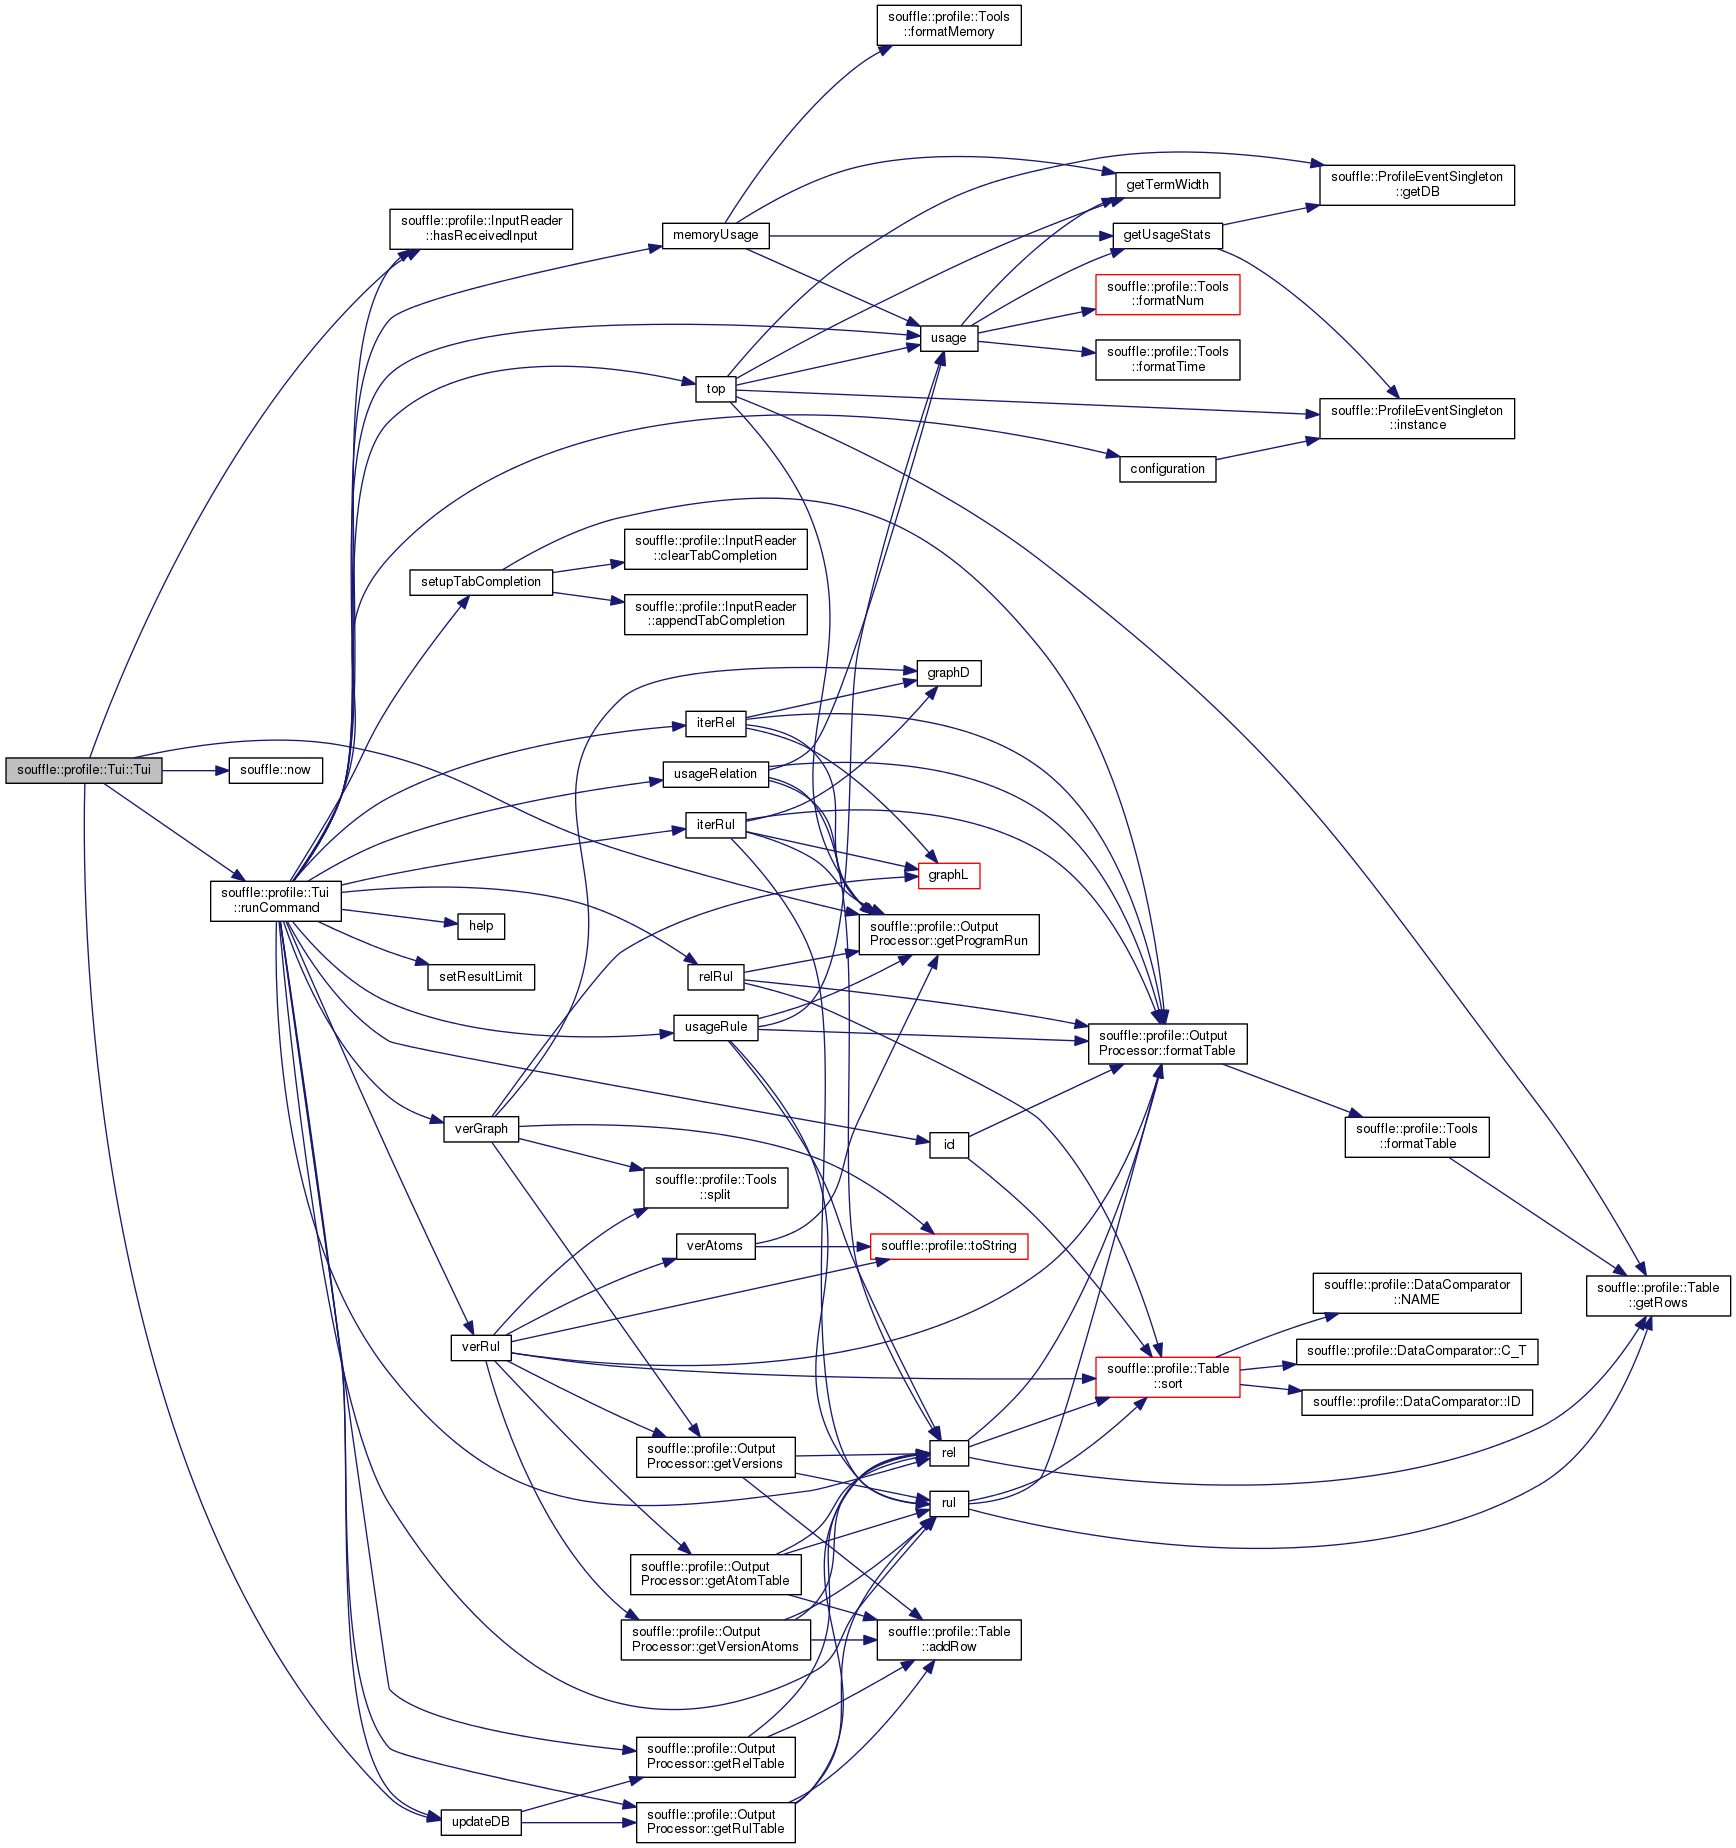 souffle::profile::Tools
::formatMemory
getTermWidth
souffle::ProfileEventSingleton
::getDB
souffle::profile::InputReader
::hasReceivedInput
memoryUsage
getUsageStats
souffle::profile::Tools
::formatNum
usage
souffle::profile::Tools
::formatTime
top
souffle::ProfileEventSingleton
::instance
configuration
souffle::profile::InputReader
::clearTabCompletion
setupTabCompletion
souffle::profile::InputReader
::appendTabCompletion
graphD
iterRel
souffle::profile::Tui::Tui
souffle::now
usageRelation
iterRul
graphL
souffle::profile::Tui
::runCommand
help
souffle::profile::Output
Processor::getProgramRun
setResultLimit
relRul
usageRule
souffle::profile::Output
Processor::formatTable
verGraph
id
souffle::profile::Tools
::formatTable
souffle::profile::Tools
::split
verAtoms
souffle::profile::toString
souffle::profile::DataComparator
::NAME
souffle::profile::Table
::getRows
verRul
souffle::profile::DataComparator::C_T
souffle::profile::Table
::sort
souffle::profile::DataComparator::ID
souffle::profile::Output
Processor::getVersions
rel
rul
souffle::profile::Output
Processor::getAtomTable
souffle::profile::Output
Processor::getVersionAtoms
souffle::profile::Table
::addRow
souffle::profile::Output
Processor::getRelTable
updateDB
souffle::profile::Output
Processor::getRulTable